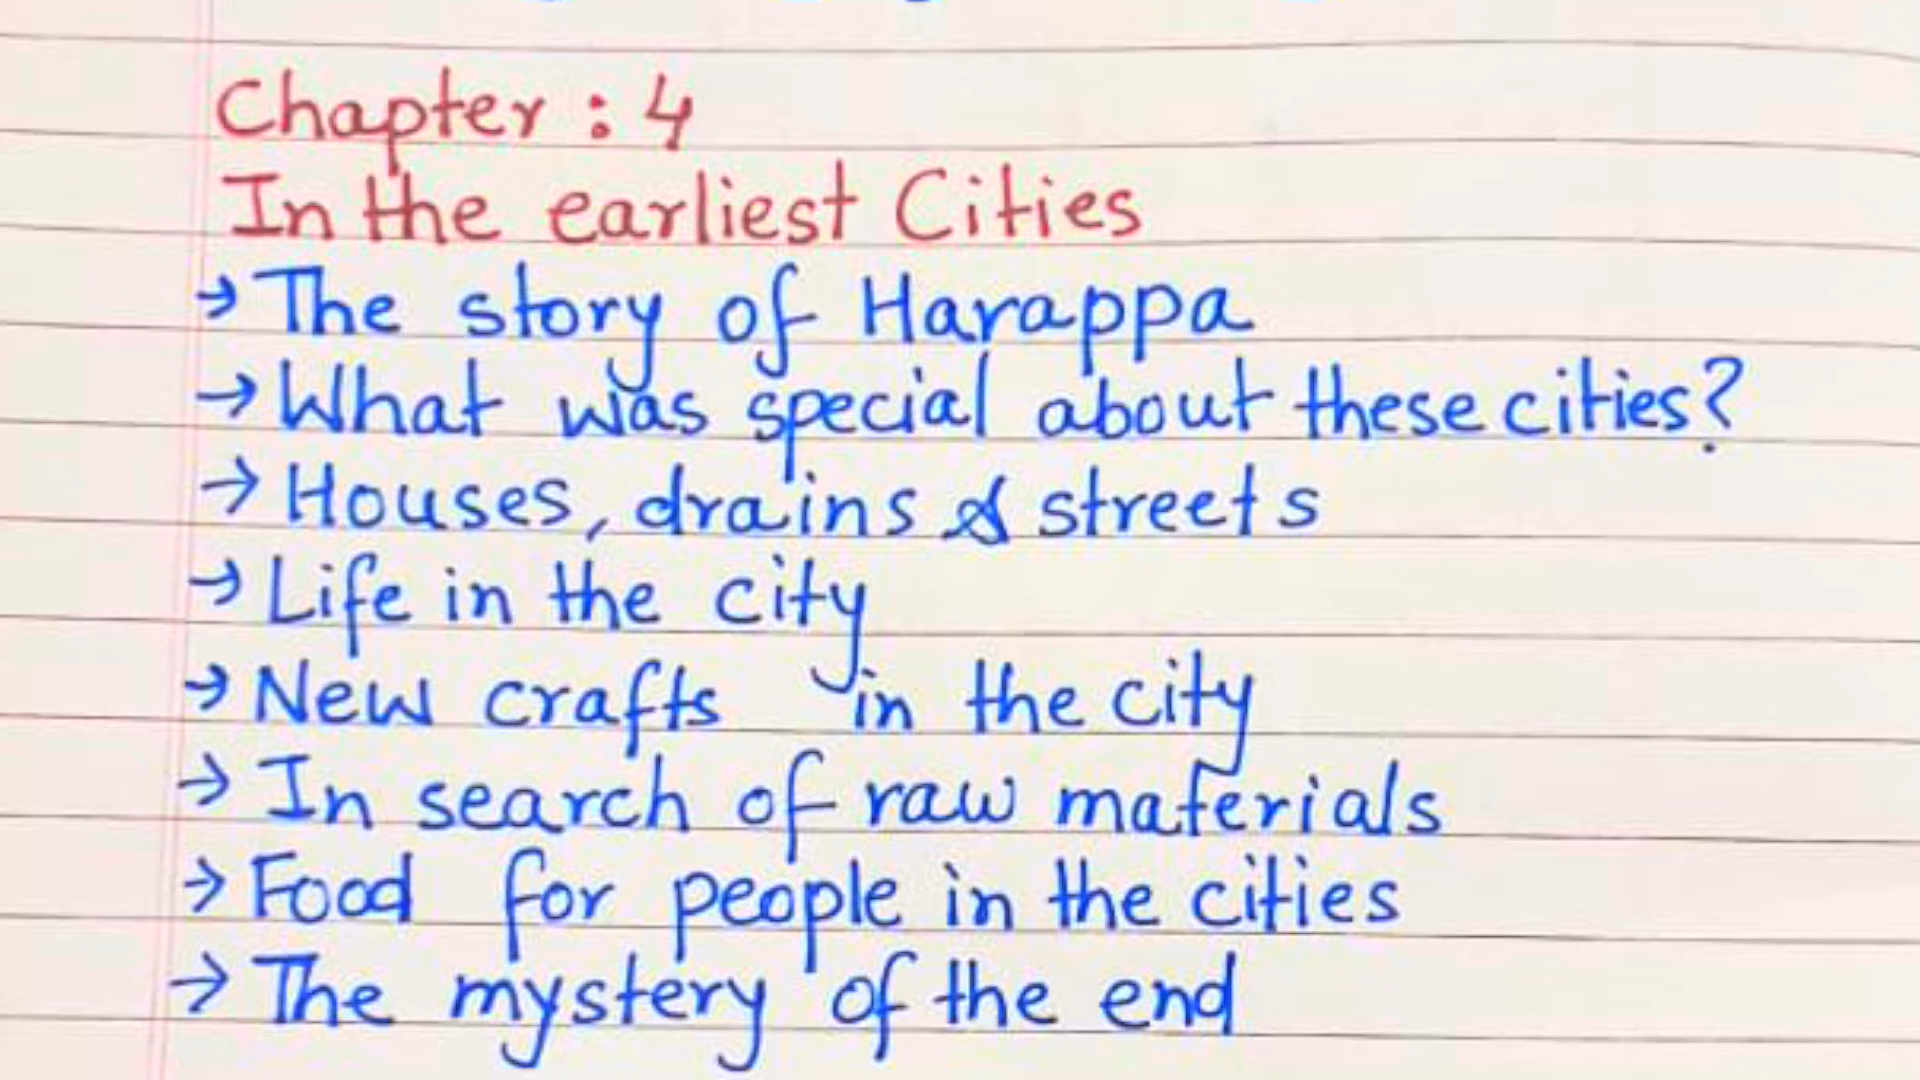 Chapter : 4
In the earliest Cities
→ The story of Harappa
→ What was special about these cities?
→ Houses, drains & streets
→ Life in the city
→ New crafts in the city
→ In search of raw materials
→ Food for people in the cities
→ The mystery of the end